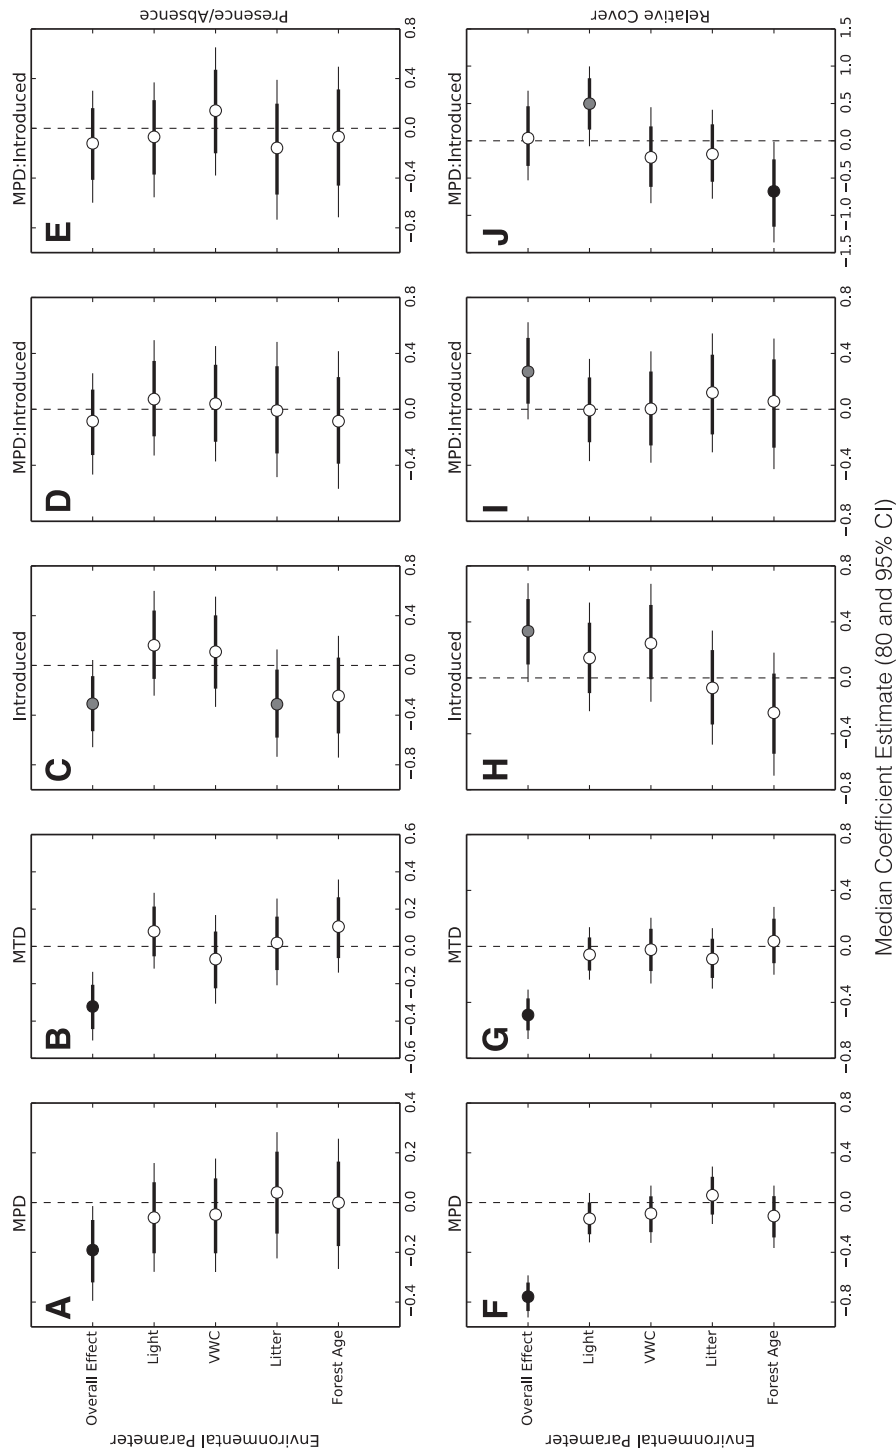 MPD
MTD
Introduced
MPD:Introduced
MPD:Introduced
Presence/Absence
A
B
C
D
E
Environmental Parameter
Overall Effect
Light
VWC
Litter
Forest Age
−0.4 −0.2 0.0 0.2 0.4
−0.6 −0.4 −0.2 0.0 0.2 0.4 0.6
−0.8 −0.4 0.0 0.4 0.8
−0.8 −0.4 0.0 0.4 0.8
−0.8 −0.4 0.0 0.4 0.8
MPD
MTD
Introduced
MPD:Introduced
MPD:Introduced
Relative Cover
F
G
H
I
J
Environmental Parameter
Overall Effect
Light
VWC
Litter
Forest Age
−0.8 −0.4 0.0 0.4 0.8
−0.8 −0.4 0.0 0.4 0.8
−0.8 −0.4 0.0 0.4 0.8
−0.8 −0.4 0.0 0.4 0.8
−1.5 −1.0 −0.5 0.0 0.5 1.0 1.5
Median Coefficient Estimate (80 and 95% CI)